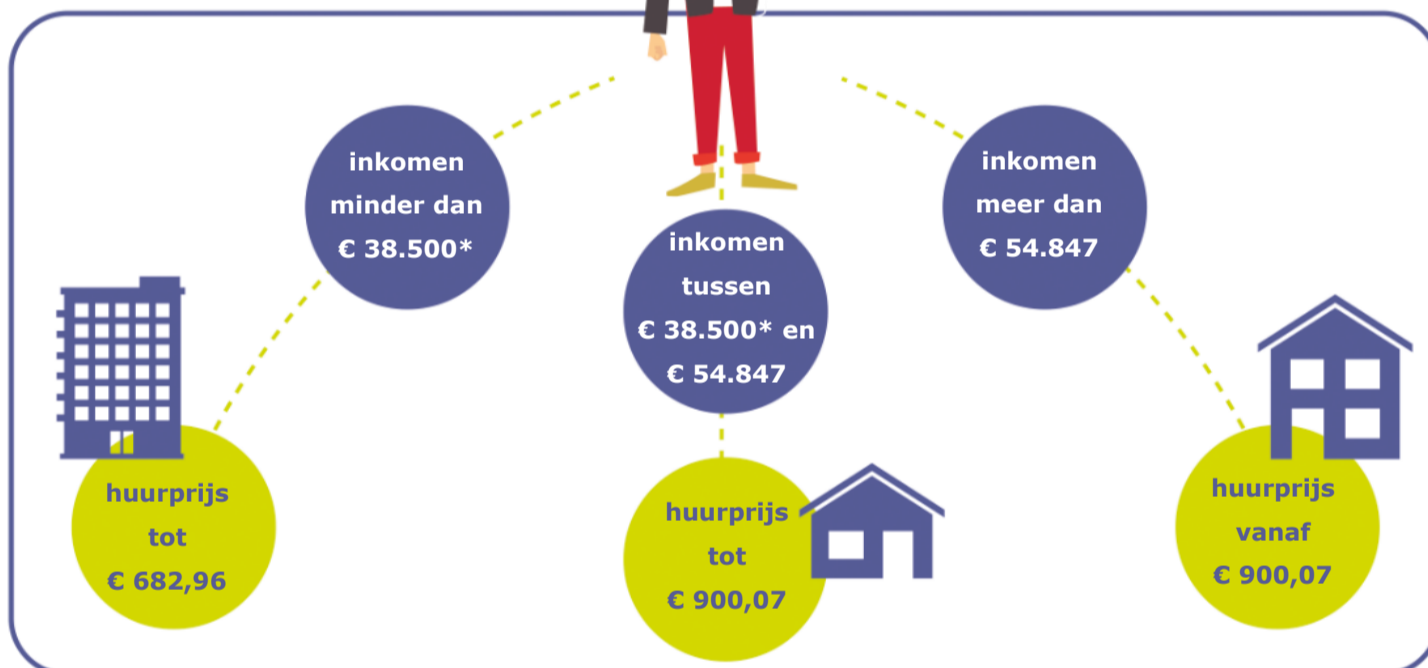 inkomen
minder dan
€ 38.500*
huurprijs
tot
€ 682,96
inkomen
tussen
€ 38.500* en
€ 54.847
huurprijs
tot
€ 900,07
inkomen
meer dan
€ 54.847
huurprijs
vanaf
€ 900,07